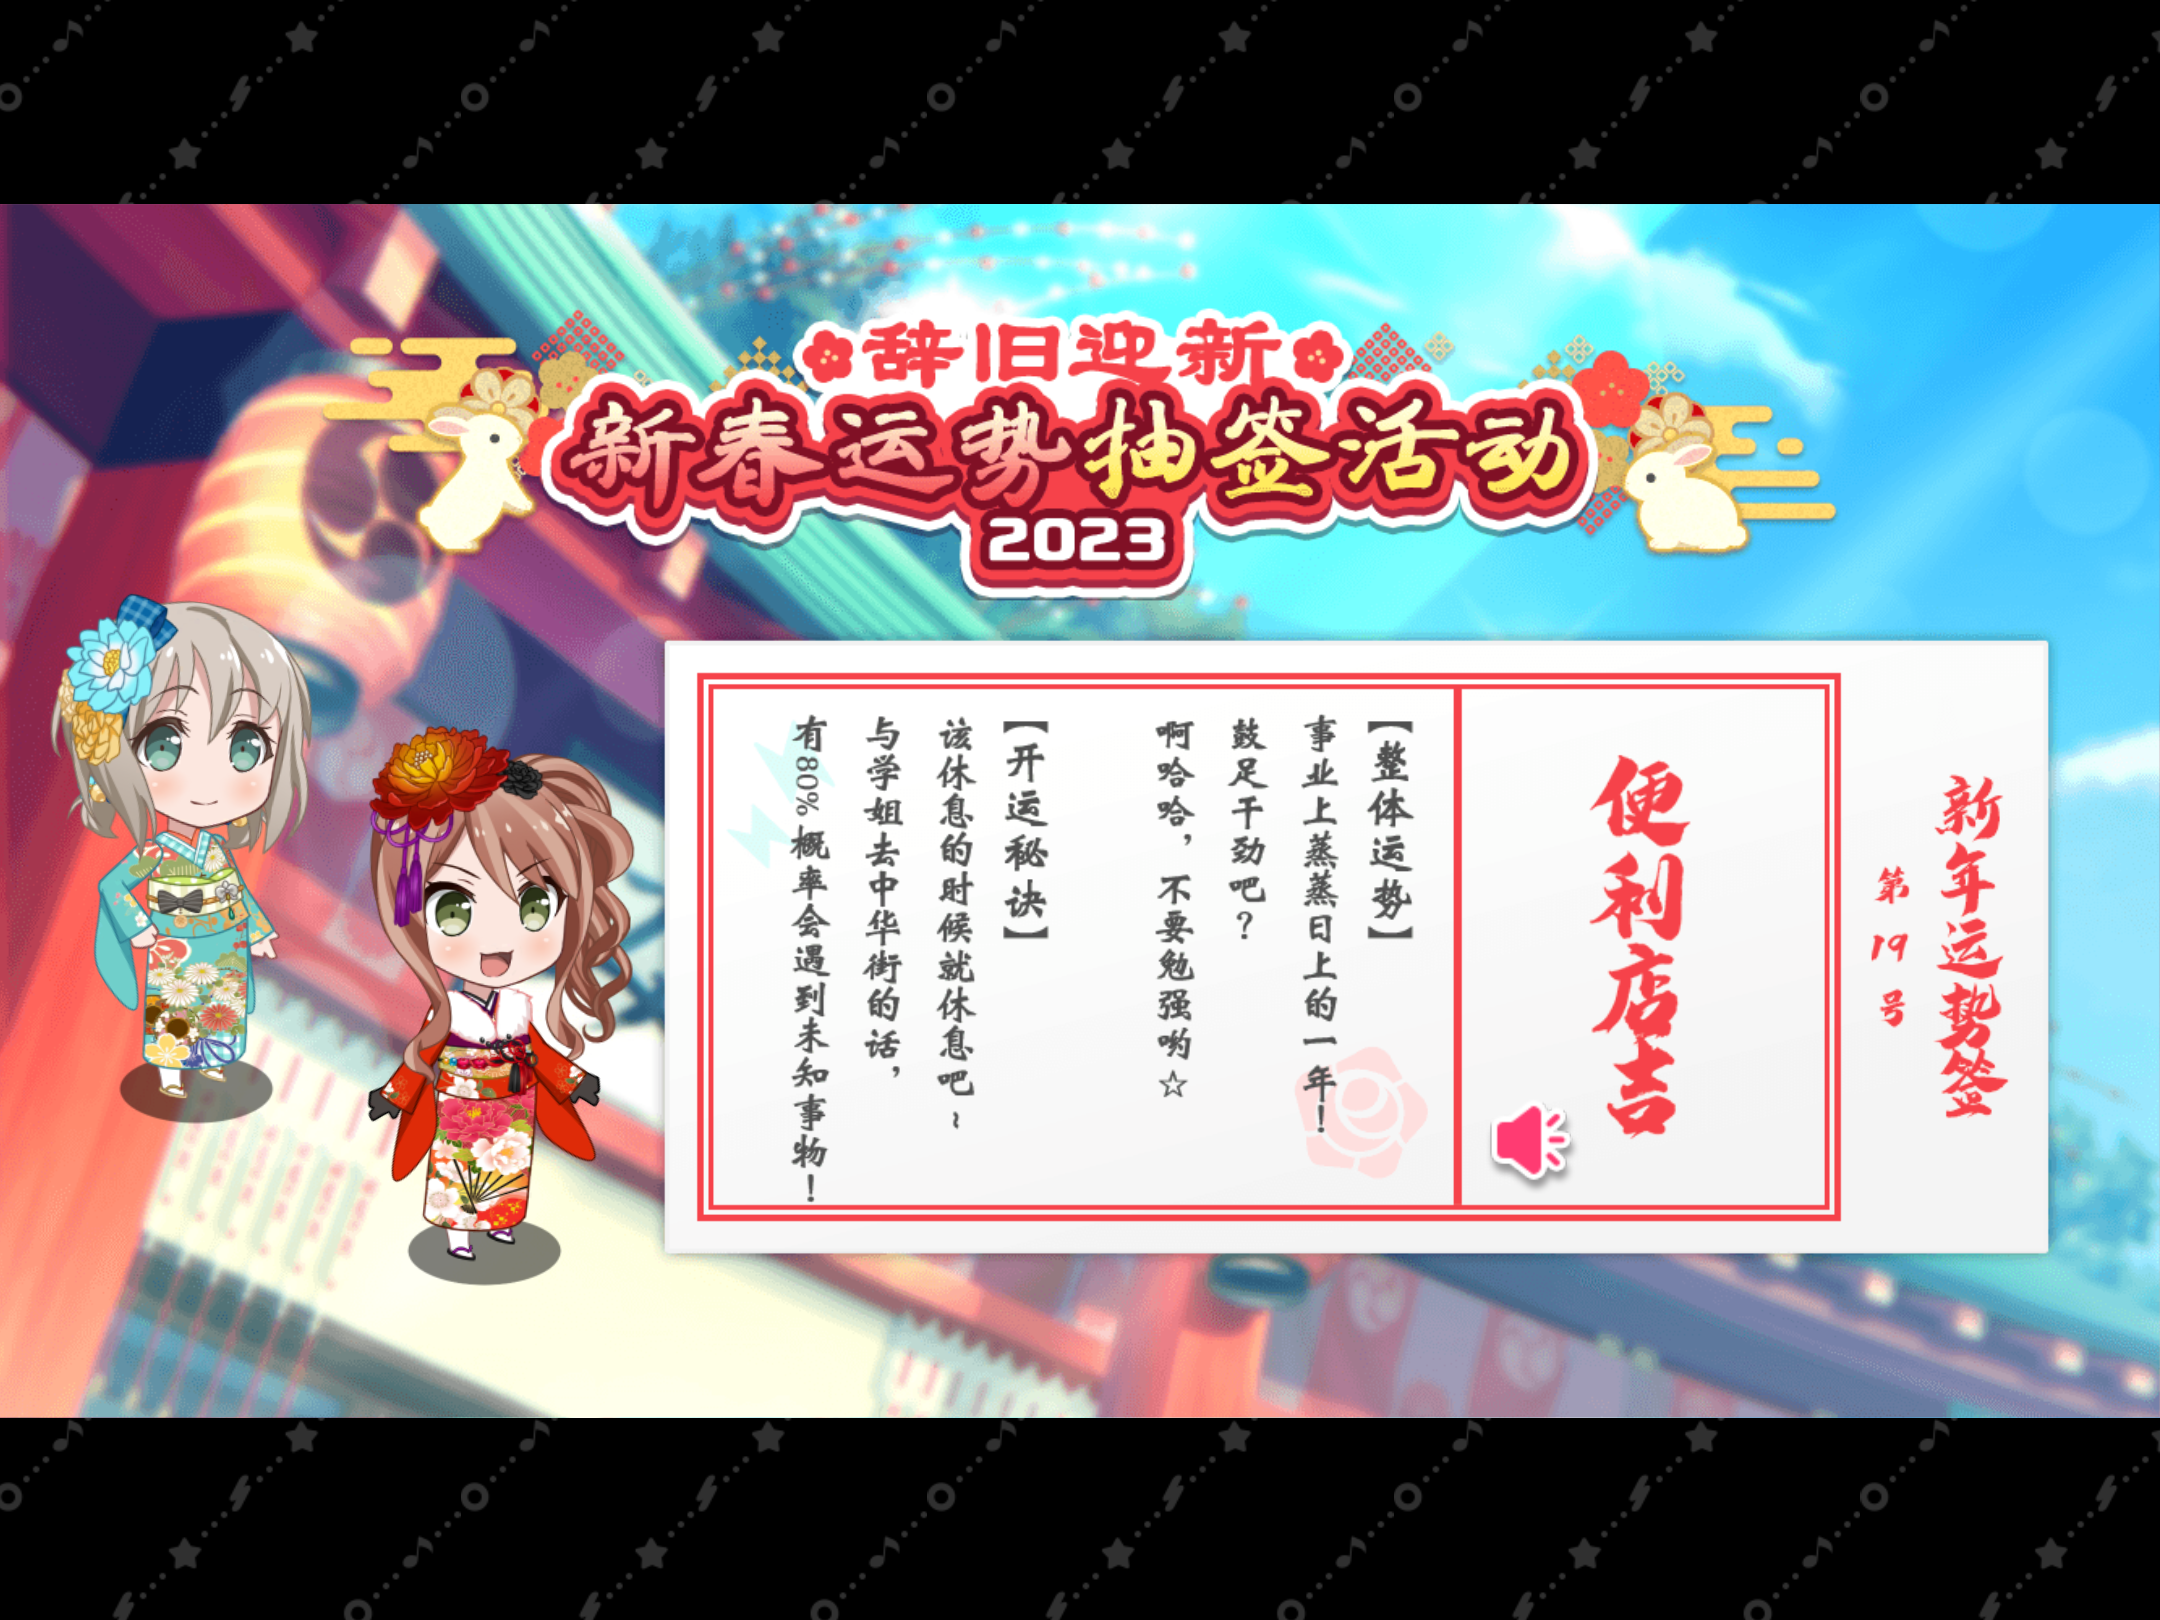 辞旧迎新
新春运势抽签活动
2023
新年运势签
第19号
便利店吉
【整体运势】
事业上蒸蒸日上的一年！
鼓足干劲吧？
啊哈哈，不要勉强哟☆
【开运秘诀】
该休息的时候就休息吧~
与学姐去中华街的话，
有80%概率会遇到未知事物！